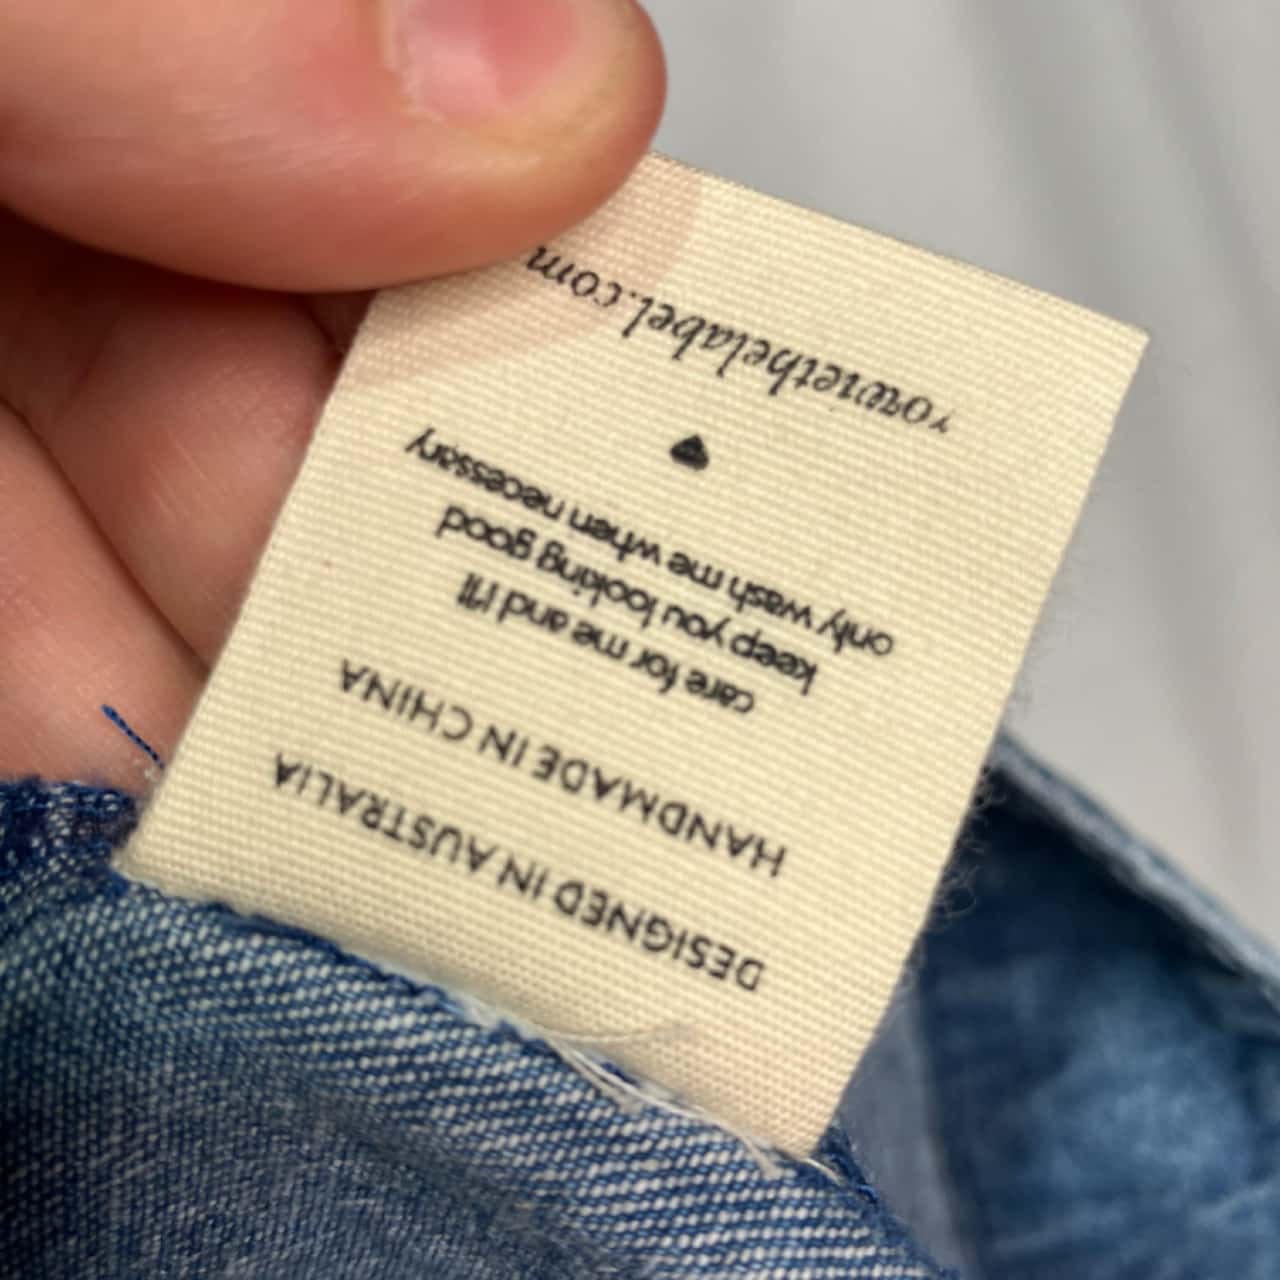 DESIGNED IN AUSTRALIA
HANDMADE IN CHINA
care for me and I'll
keep you looking good
only wash me when necessary
rowiethelabel.com